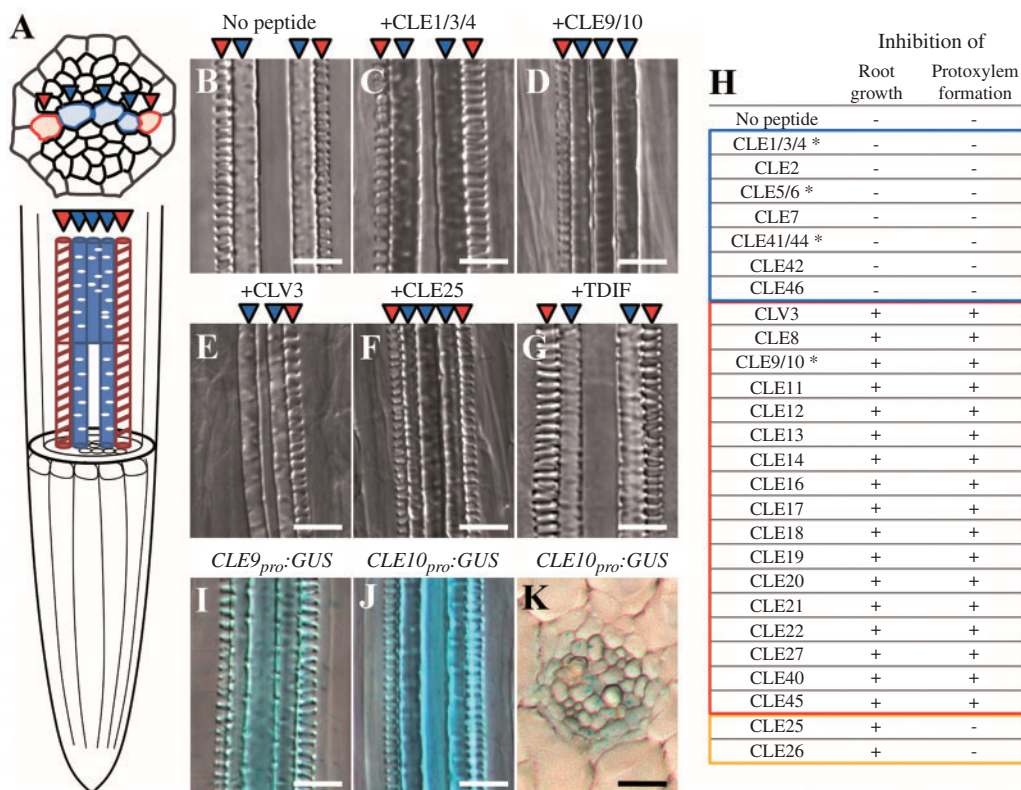 A
No peptide
+CLE1/3/4
+CLE9/10
B
C
D
+CLV3
+CLE25
+TDIF
E
F
G
CLE9pro:GUS
CLE10pro:GUS
CLE10pro:GUS
I
J
K
H
Inhibition of
Root growth
Protoxylem formation
No peptide - -
CLE1/3/4 * - -
CLE2 - -
CLE5/6 * - -
CLE7 - -
CLE41/44 * - -
CLE42 - -
CLE46 - -
CLV3 + +
CLE8 + +
CLE9/10 * + +
CLE11 + +
CLE12 + +
CLE13 + +
CLE14 + +
CLE16 + +
CLE17 + +
CLE18 + +
CLE19 + +
CLE20 + +
CLE21 + +
CLE22 + +
CLE27 + +
CLE40 + +
CLE45 + +
CLE25 + -
CLE26 + -